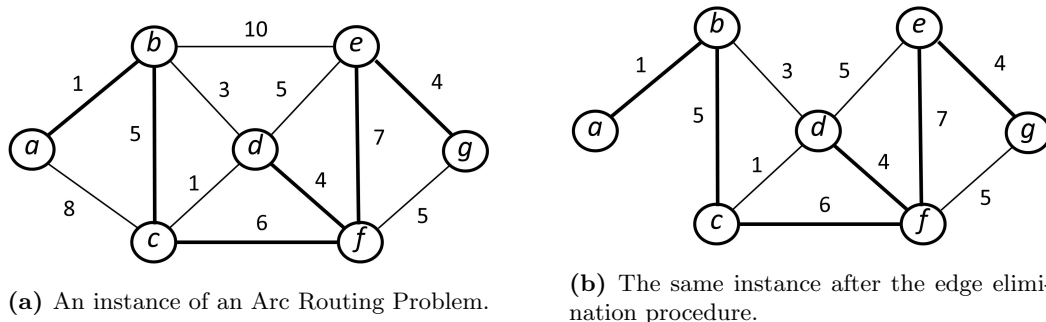 10
b
e
1
3
5
4
5
7
a
d
g
1
4
8
6
5
c
f
(a) An instance of an Arc Routing Problem.
b
e
1
3
5
4
5
7
a
d
g
1
4
6
5
c
f
(b) The same instance after the edge elimi-
nation procedure.